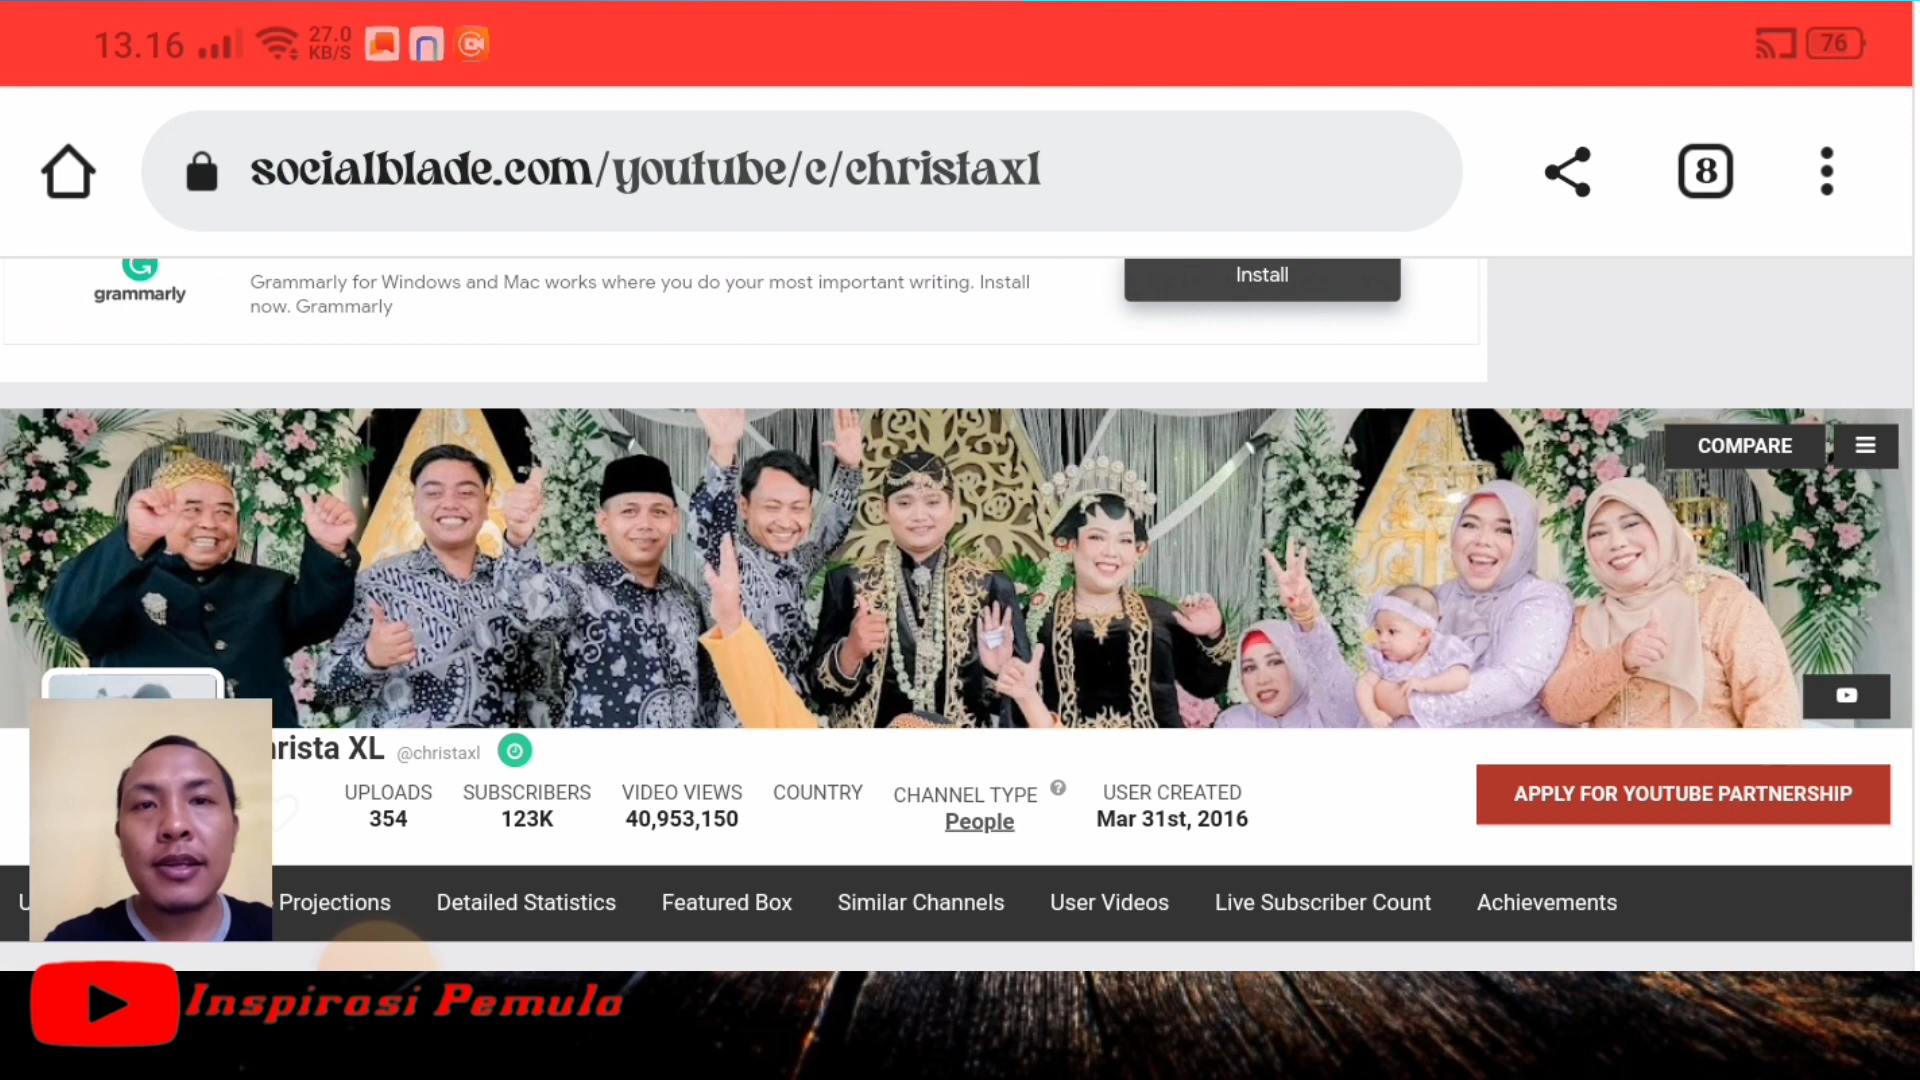 13.16
27.0
KB/S
76
socialblade.com/youtube/c/christaxl
8
grammarly
Grammarly for Windows and Mac works where you do your most important writing. Install
now. Grammarly
Install
COMPARE
rista XL @christaxl
UPLOADS
354
SUBSCRIBERS
123K
VIDEO VIEWS
40,953,150
COUNTRY
CHANNEL TYPE
People
USER CREATED
Mar 31st, 2016
APPLY FOR YOUTUBE PARTNERSHIP
Projections Detailed Statistics Featured Box Similar Channels User Videos Live Subscriber Count Achievements
Inspirasi Pemula